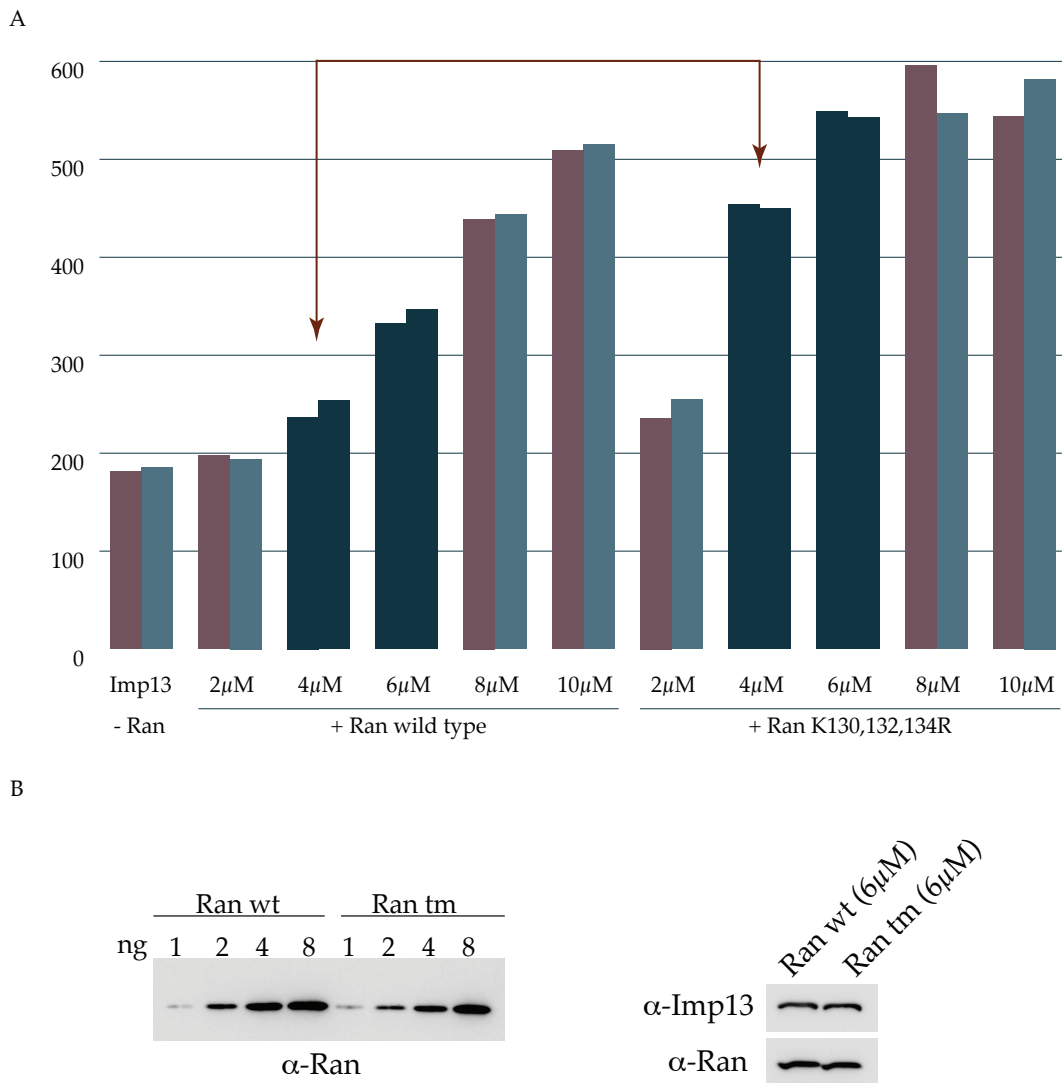 A
600
500
400
300
200
100
0
Imp13 2µM 4µM 6µM 8µM 10µM 2µM 4µM 6µM 8µM 10µM
- Ran + Ran wild type + Ran K130,132,134R
B
Ran wt (6µM)
Ran tm (6µM)
Ran wt Ran tm
ng 1 2 4 8 1 2 4 8
α-Ran
α-Imp13
α-Ran